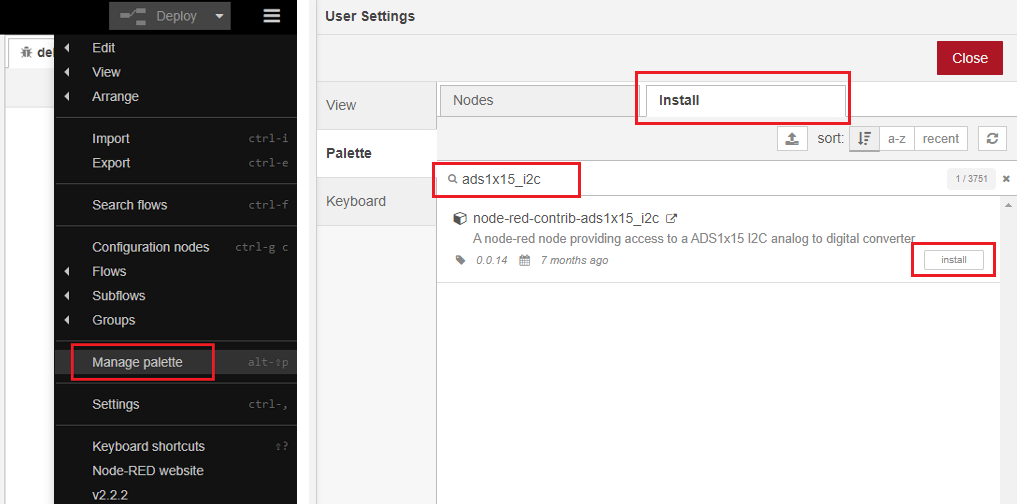 Deploy
de
Edit
View
Arrange
Import ctrl-i
Export ctrl-e
Search flows ctrl-f
Configuration nodes ctrl-g c
Flows
Subflows
Groups
Manage palette alt-⇧p
Settings ctrl-,
Keyboard shortcuts ⇧?
Node-RED website
v2.2.2
User Settings
Close
View
Palette
Keyboard
Nodes
Install
sort: a-z recent
ads1x15_i2c 1 / 3751
node-red-contrib-ads1x15_i2c
A node-red node providing access to a ADS1x15 I2C analog to digital converter
0.0.14 7 months ago
install